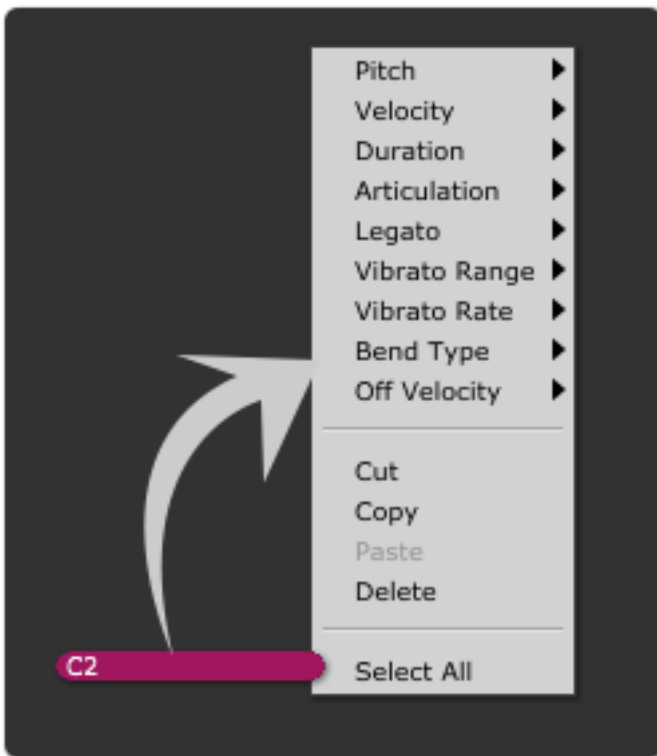 Pitch
Velocity
Duration
Articulation
Legato
Vibrato Range
Vibrato Rate
Bend Type
Off Velocity
Cut
Copy
Paste
Delete
C2
Select All